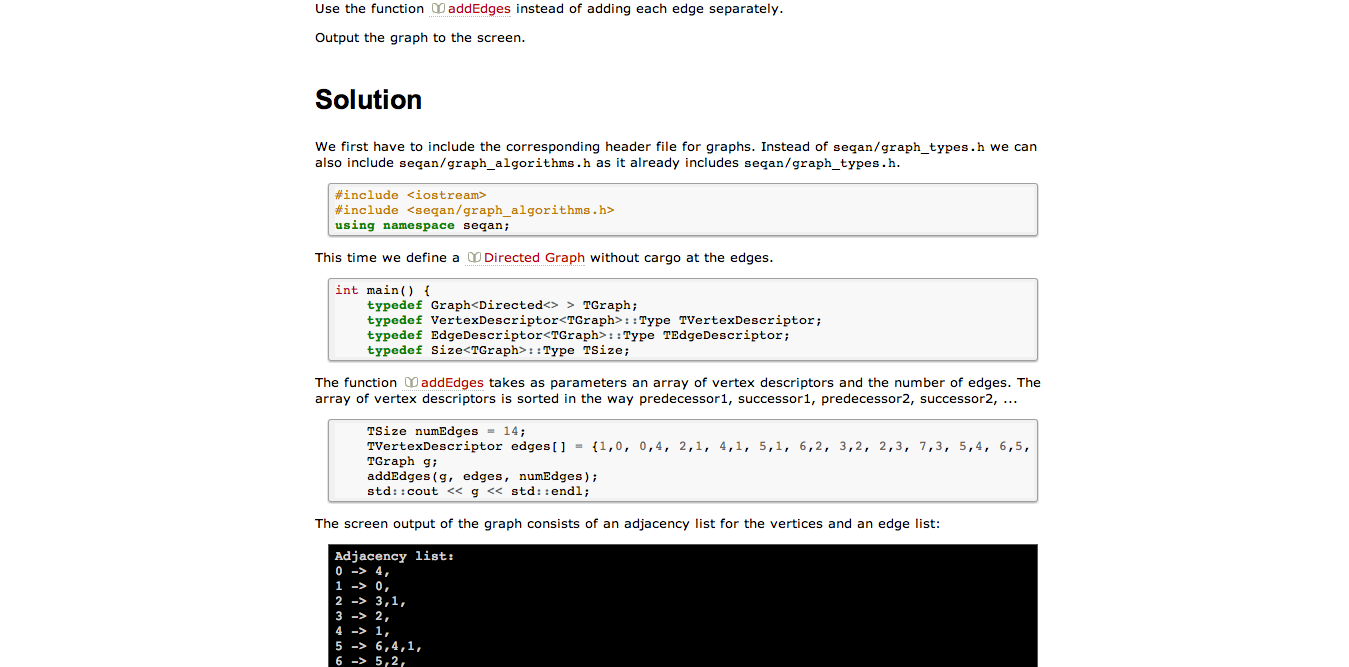 Use the function addEdges instead of adding each edge separately.
Output the graph to the screen.
Solution
We first have to include the corresponding header file for graphs. Instead of seqan/graph_types.h we can
also include seqan/graph_algorithms.h as it already includes seqan/graph_types.h.
#include <iostream>
#include <seqan/graph_algorithms.h>
using namespace seqan;
This time we define a Directed Graph without cargo at the edges.
int main() {
    typedef Graph<Directed<> > TGraph;
    typedef VertexDescriptor<TGraph>::Type TVertexDescriptor;
    typedef EdgeDescriptor<TGraph>::Type TEdgeDescriptor;
    typedef Size<TGraph>::Type TSize;
The function addEdges takes as parameters an array of vertex descriptors and the number of edges. The
array of vertex descriptors is sorted in the way predecessor1, successor1, predecessor2, successor2, ...
    TSize numEdges = 14;
    TVertexDescriptor edges[] = {1,0, 0,4, 2,1, 4,1, 5,1, 6,2, 3,2, 2,3, 7,3, 5,4, 6,5,
    TGraph g;
    addEdges(g, edges, numEdges);
    std::cout << g << std::endl;
The screen output of the graph consists of an adjacency list for the vertices and an edge list:
Adjacency list:
0 -> 4,
1 -> 0,
2 -> 3,1,
3 -> 2,
4 -> 1,
5 -> 6,4,1,
6 -> 5,2,